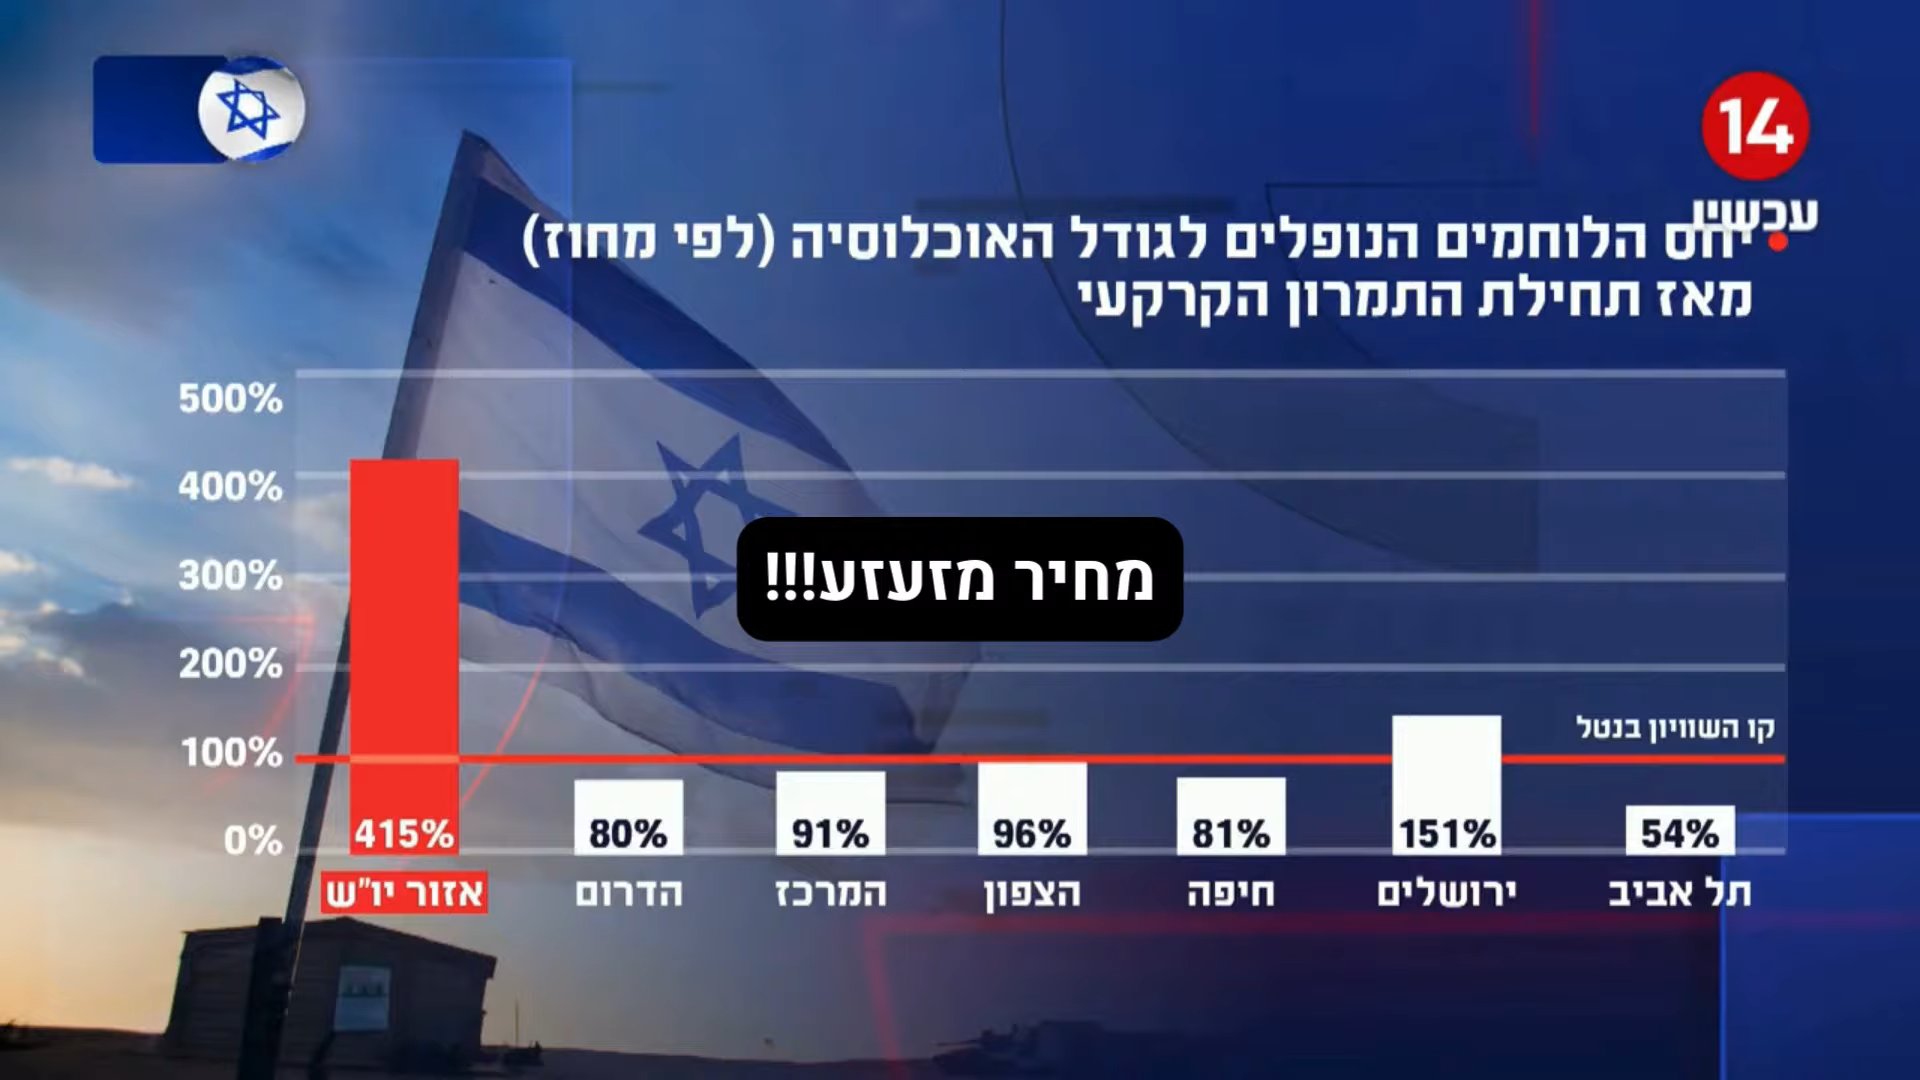 14
עכשיו
יחס הלוחמים הנופלים לגודל האוכלוסיה (לפי מחוז)
מאז תחילת התמרון הקרקעי
500%
400%
300%
200%
100%
0%
מחיר מזעזע!!!
קו השוויון בנטל
415%
80%
91%
96%
81%
151%
54%
אזור יו"ש
הדרום
המרכז
הצפון
חיפה
ירושלים
תל אביב